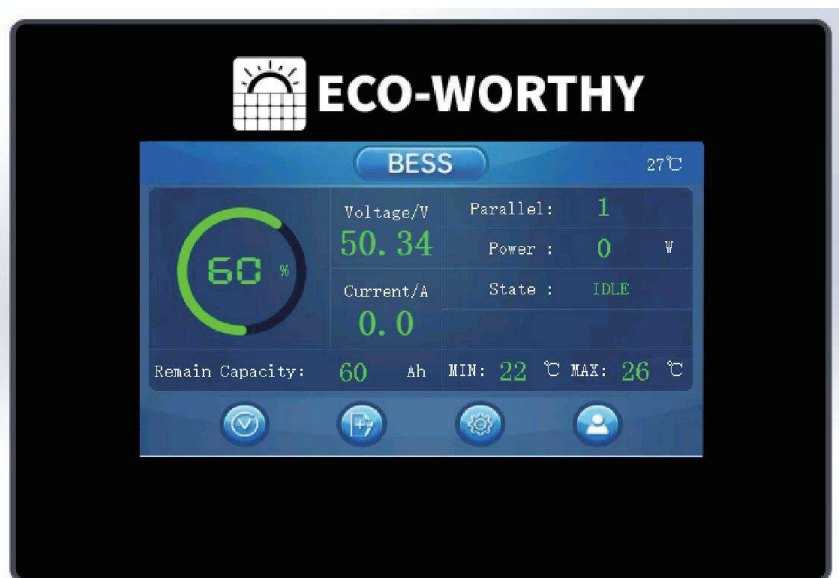 ECO-WORTHY
BESS
27℃
60 %
Voltage/V
50.34
Current/A
0.0
Parallel: 1
Power : 0 W
State : IDLE
Remain Capacity: 60 Ah MIN: 22 ℃ MAX: 26 ℃